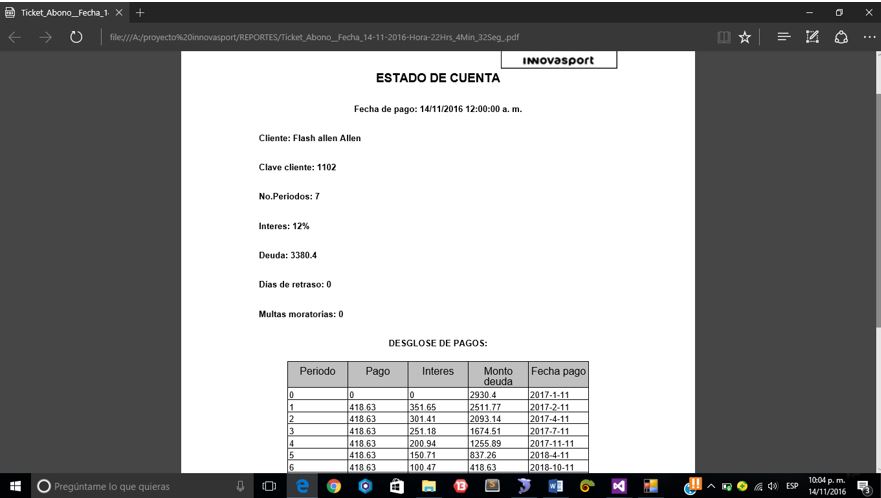 Ticket_Abono__Fecha_1·
file:///A:/proyecto%20innovasport/REPORTES/Ticket_Abono__Fecha_14-11-2016-Hora-22Hrs_4Min_32Seg_.pdf
INNOVASPORT
ESTADO DE CUENTA
Fecha de pago: 14/11/2016 12:00:00 a. m.
Cliente: Flash allen Allen
Clave cliente: 1102
No.Periodos: 7
Interes: 12%
Deuda: 3380.4
Dias de retraso: 0
Multas moratorias: 0
DESGLOSE DE PAGOS:
Periodo Pago Interes Monto deuda Fecha pago
0 0 0 2930.4 2017-1-11
1 418.63 351.65 2511.77 2017-2-11
2 418.63 301.41 2093.14 2017-4-11
3 418.63 251.18 1674.51 2017-7-11
4 418.63 200.94 1255.89 2017-11-11
5 418.63 150.71 837.26 2018-4-11
6 418.63 100.47 418.63 2018-10-11
Pregúntame lo que quieras
ESP
10:04 p. m.
14/11/2016
3